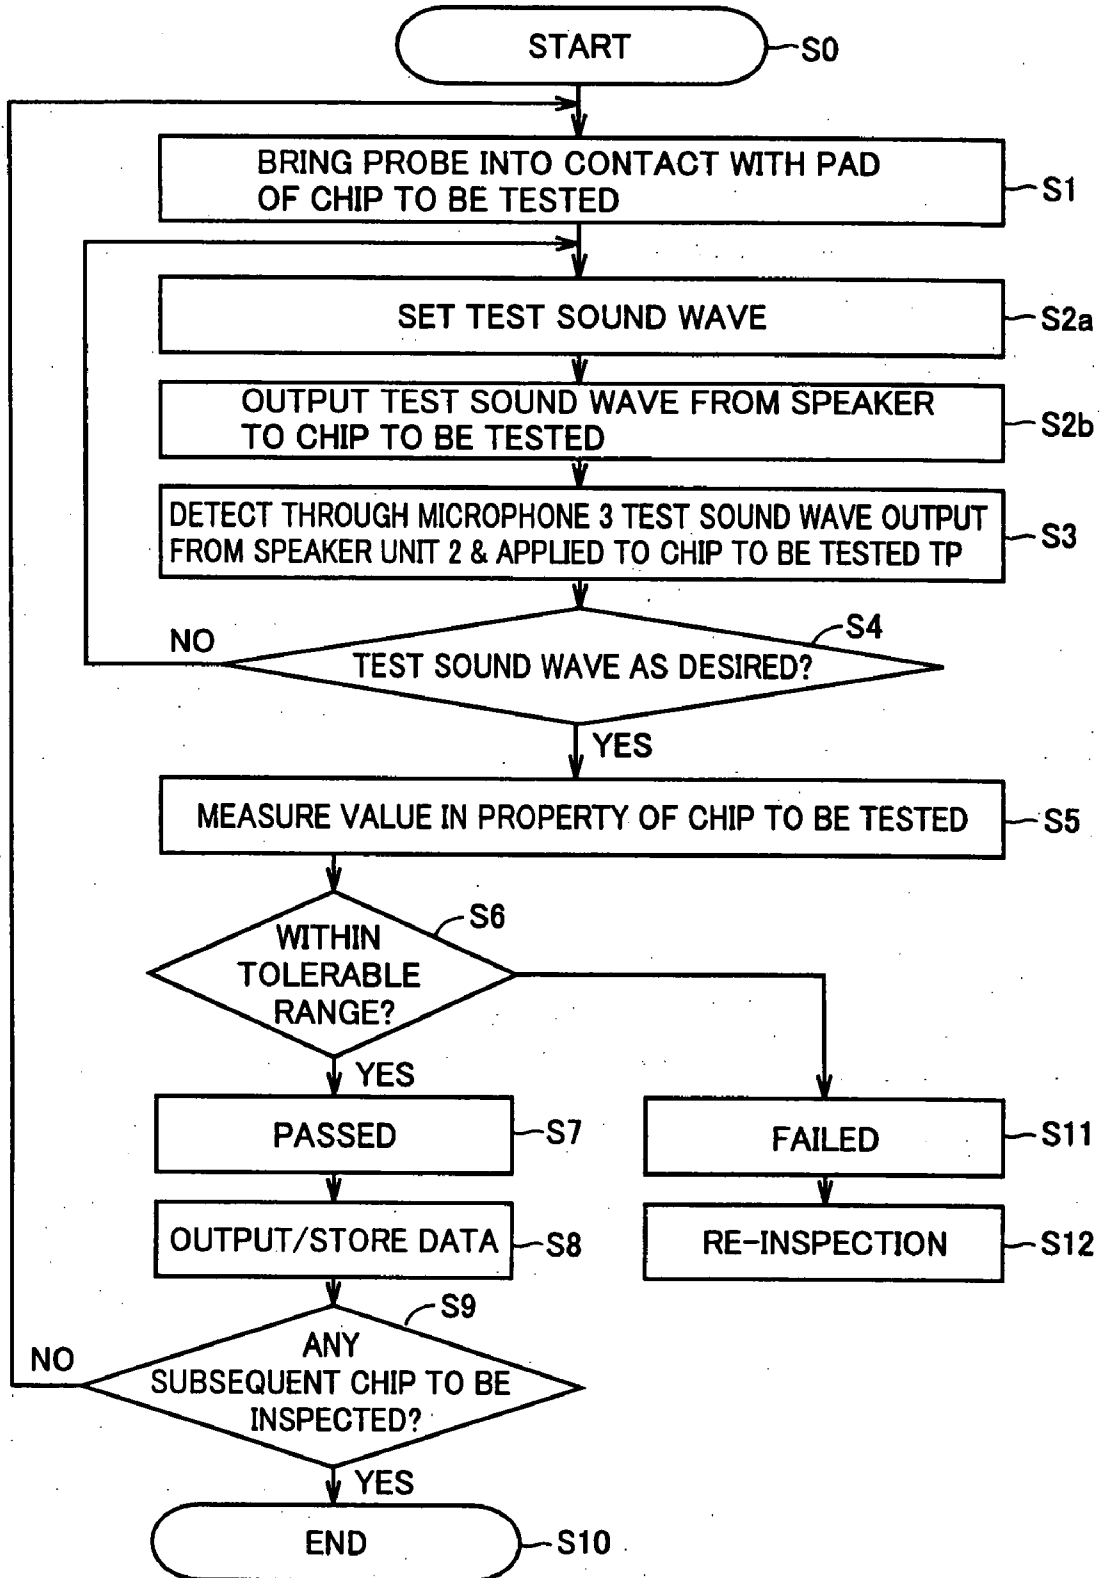 START
S0
BRING PROBE INTO CONTACT WITH PAD
OF CHIP TO BE TESTED
S1
SET TEST SOUND WAVE
S2a
OUTPUT TEST SOUND WAVE FROM SPEAKER
TO CHIP TO BE TESTED
S2b
DETECT THROUGH MICROPHONE 3 TEST SOUND WAVE OUTPUT
FROM SPEAKER UNIT 2 & APPLIED TO CHIP TO BE TESTED TP
S3
S4
NO
TEST SOUND WAVE AS DESIRED?
YES
MEASURE VALUE IN PROPERTY OF CHIP TO BE TESTED
S5
S6
WITHIN
TOLERABLE
RANGE?
YES
PASSED
S7
FAILED
S11
OUTPUT/STORE DATA
S8
RE-INSPECTION
S12
S9
NO
ANY
SUBSEQUENT CHIP TO BE
INSPECTED?
YES
END
S10